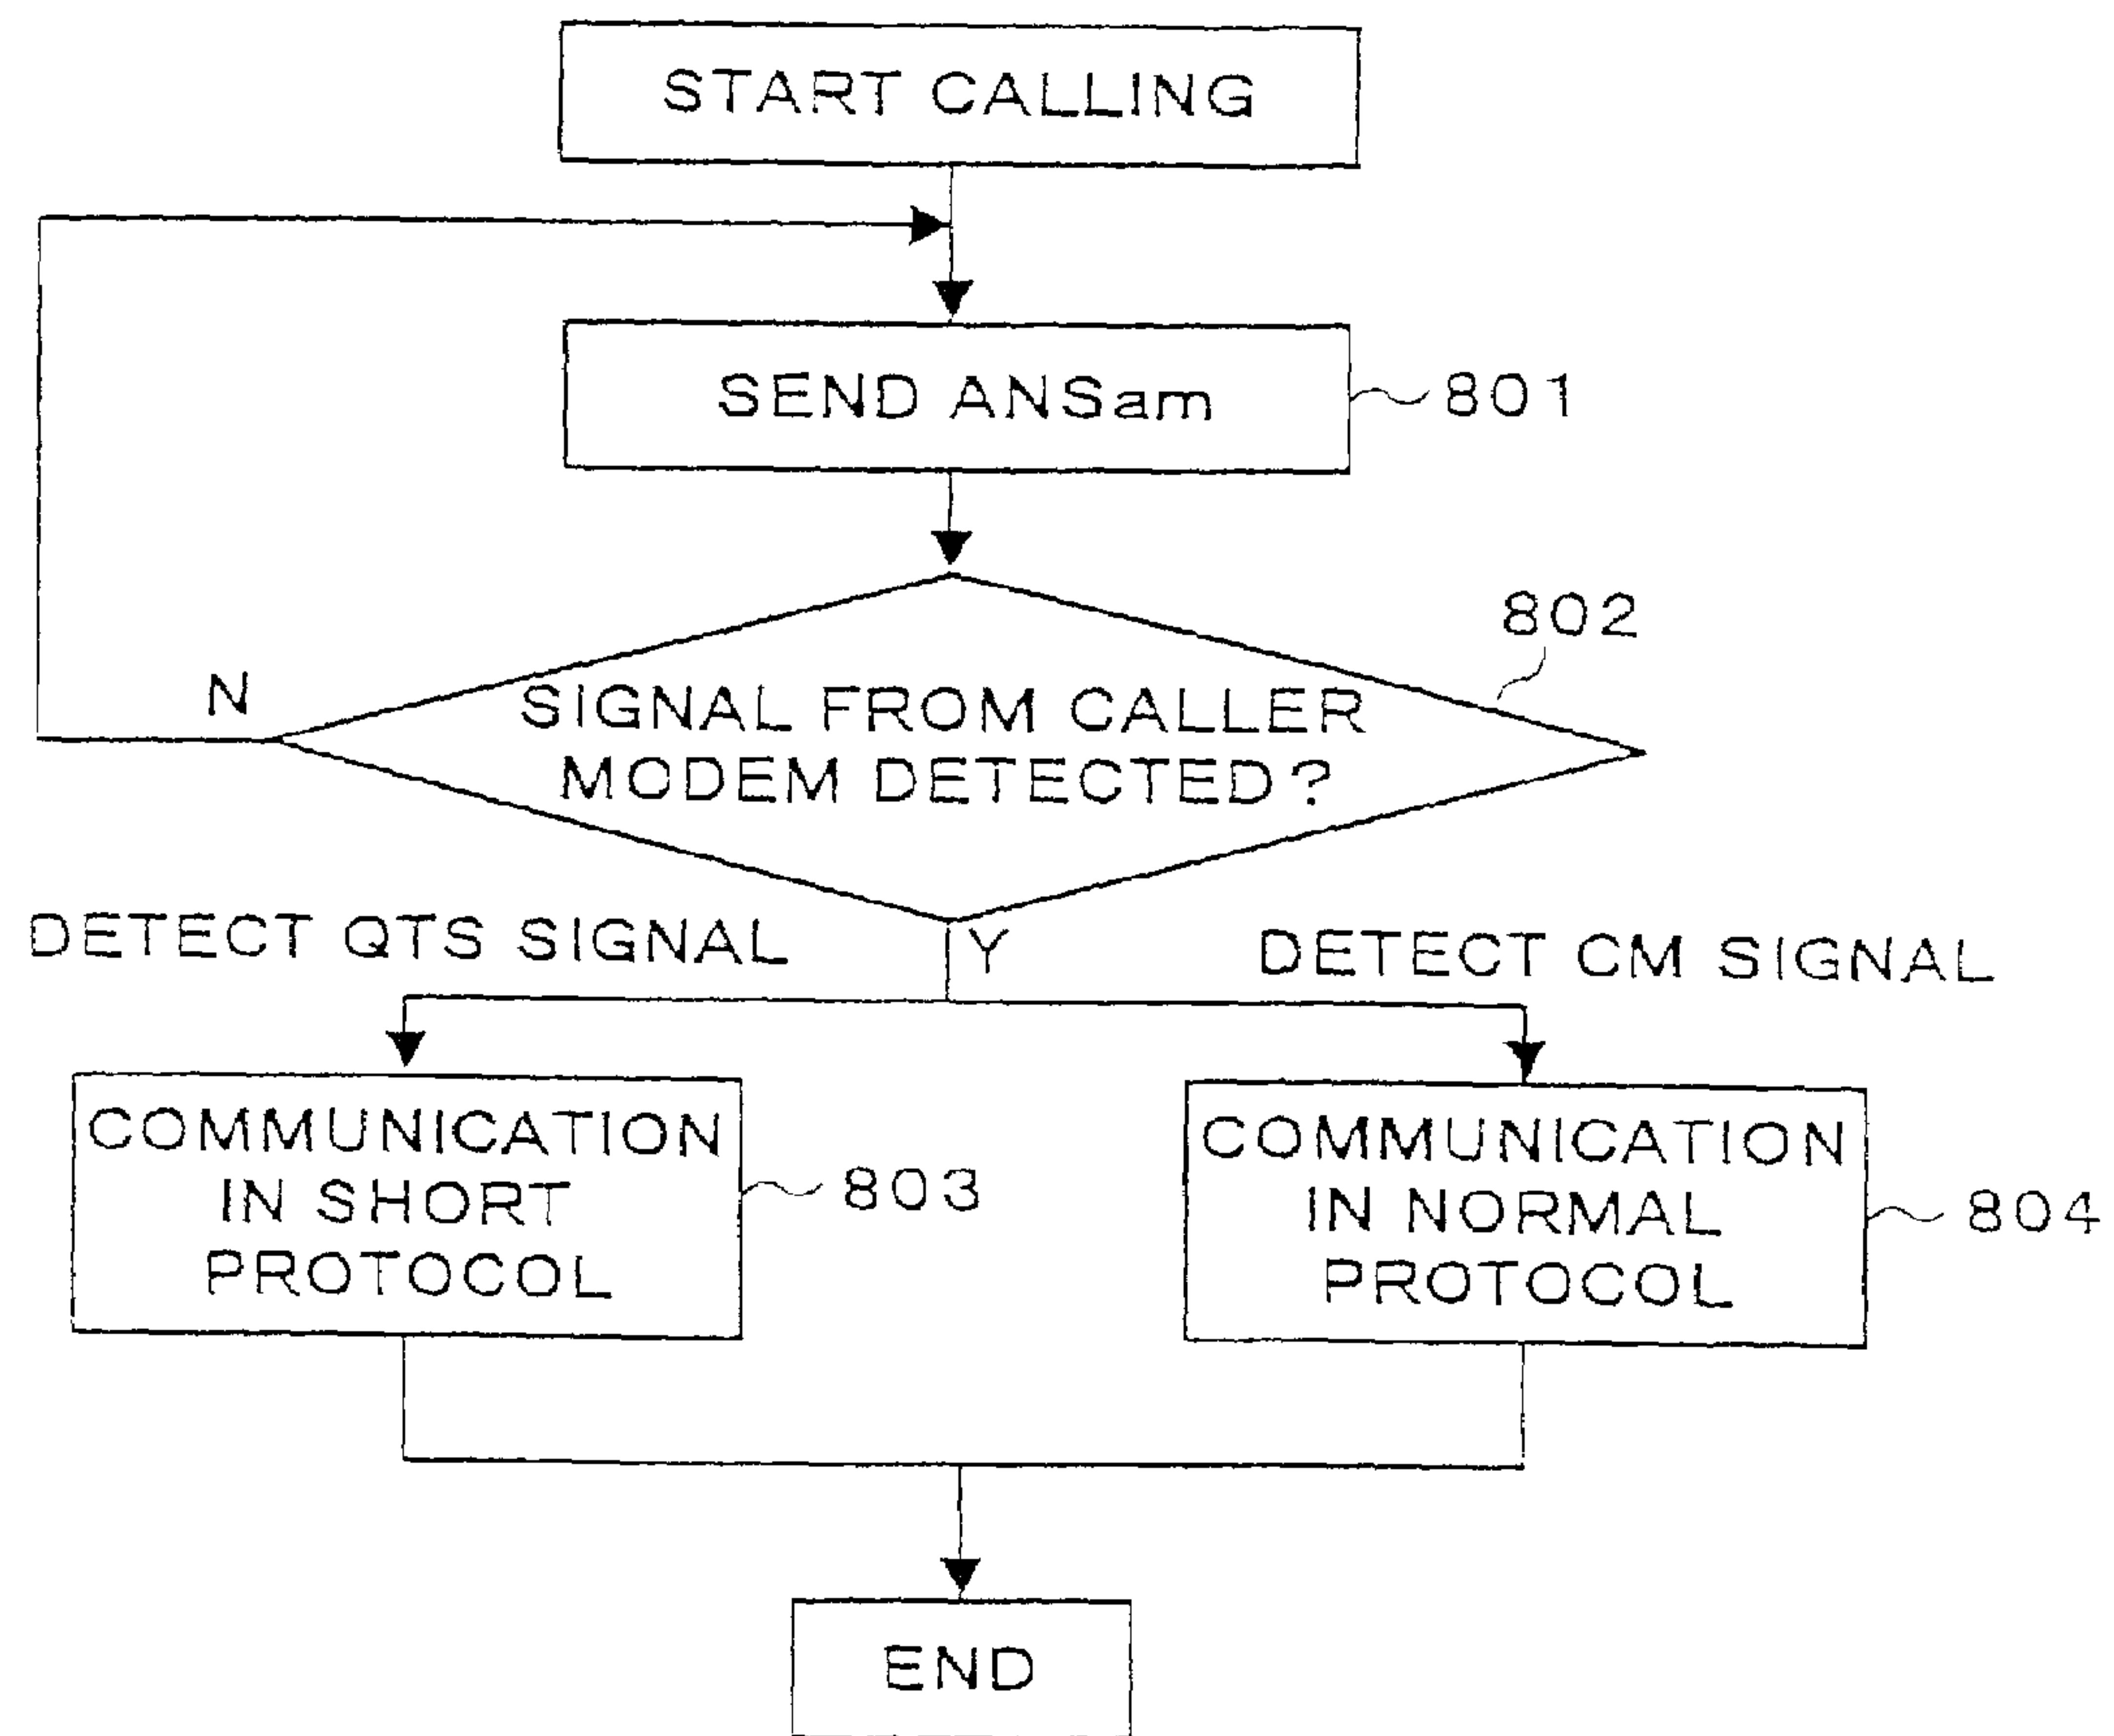 START CALLING
SEND ANSam
801
802
N
SIGNAL FROM CALLER
MODEM DETECTED?
DETECT QTS SIGNAL
Y
DETECT CM SIGNAL
COMMUNICATION
IN SHORT
PROTOCOL
803
COMMUNICATION
IN NORMAL
PROTOCOL
804
END